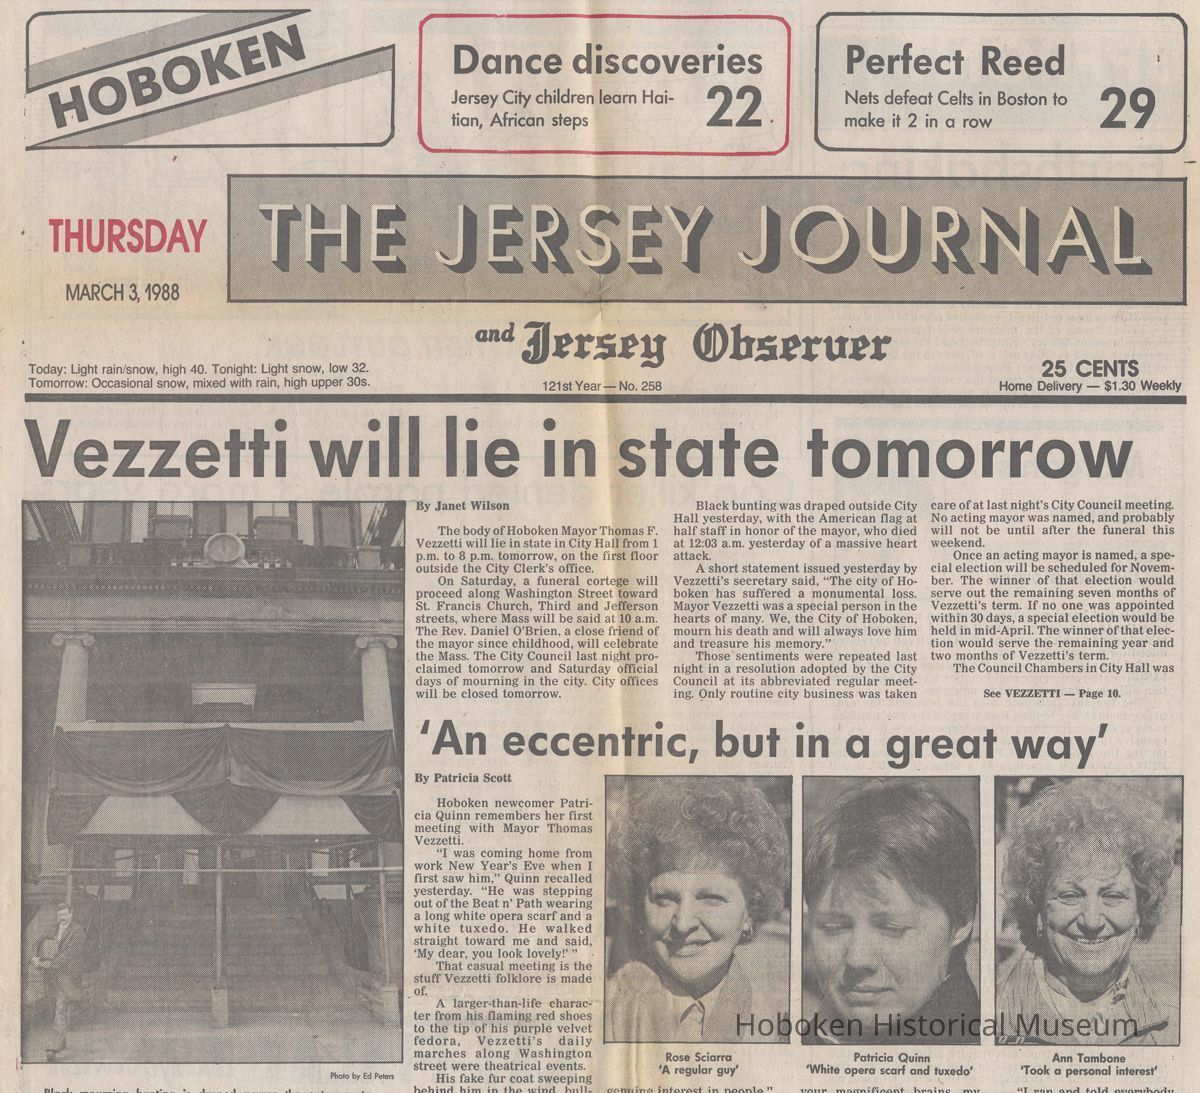 HOBOKEN
Dance discoveries
Jersey City children learn Hai-
tian, African steps
22
Perfect Reed
Nets defeat Celts in Boston to
make it 2 in a row
29
THURSDAY
MARCH 3, 1988
THE JERSEY JOURNAL
and Jersey Observer
Today: Light rain/snow, high 40. Tonight: Light snow, low 32.
Tomorrow: Occasional snow, mixed with rain, high upper 30s.
121st Year — No. 258
25 CENTS
Home Delivery — $1.30 Weekly
Vezzetti will lie in state tomorrow
By Janet Wilson
The body of Hoboken Mayor Thomas F.
Vezzetti will lie in state in City Hall from 1
p.m. to 8 p.m. tomorrow, on the first floor
outside the City Clerk's office.
On Saturday, a funeral cortege will
proceed along Washington Street toward
St. Francis Church, Third and Jefferson
streets, where Mass will be said at 10 a.m.
The Rev. Daniel O'Brien, a close friend of
the mayor since childhood, will celebrate
the Mass. The City Council last night pro-
claimed tomorrow and Saturday official
days of mourning in the city. City offices
will be closed tomorrow.
Black bunting was draped outside City
Hall yesterday, with the American flag at
half staff in honor of the mayor, who died
at 12:03 a.m. yesterday of a massive heart
attack.
A short statement issued yesterday by
Vezzetti's secretary said, "The city of Ho-
boken has suffered a monumental loss.
Mayor Vezzetti was a special person in the
hearts of many. We, the City of Hoboken,
mourn his death and will always love him
and treasure his memory."
Those sentiments were repeated last
night in a resolution adopted by the City
Council at its abbreviated regular meet-
ing. Only routine city business was taken
care of at last night's City Council meeting.
No acting mayor was named, and probably
will not be until after the funeral this
weekend.
Once an acting mayor is named, a spe-
cial election will be scheduled for Novem-
ber. The winner of that election would
serve out the remaining seven months of
Vezzetti's term. If no one was appointed
within 30 days, a special election would be
held in mid-April. The winner of that elec-
tion would serve the remaining year and
two months of Vezzetti's term.
The Council Chambers in City Hall was
See VEZZETTI — Page 10.
'An eccentric, but in a great way'
By Patricia Scott
Hoboken newcomer Patri-
cia Quinn remembers her first
meeting with Mayor Thomas
Vezzetti.
"I was coming home from
work New Year's Eve when I
first saw him," Quinn recalled
yesterday. "He was stepping
out of the Beat n' Path wearing
a long white opera scarf and a
white tuxedo. He walked
straight toward me and said,
'My dear, you look lovely!' "
That casual meeting is the
stuff Vezzetti folklore is made
of.
A larger-than-life charac-
ter from his flaming red shoes
to the tip of his purple velvet
fedora, Vezzetti's daily
marches along Washington
street were theatrical events.
His fake fur coat sweeping
behind him in the wind, bull-
Photo by Ed Peters
Rose Sciarra
'A regular guy'
Patricia Quinn
'White opera scarf and tuxedo'
Ann Tambone
'Took a personal interest'
genuine interest in people."
your magnificent brains, my
"I ran and told everybody
Hoboken Historical Museum